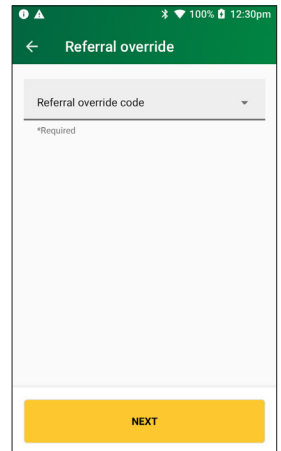 100% 12:30pm
Referral override
Referral override code
*Required
NEXT